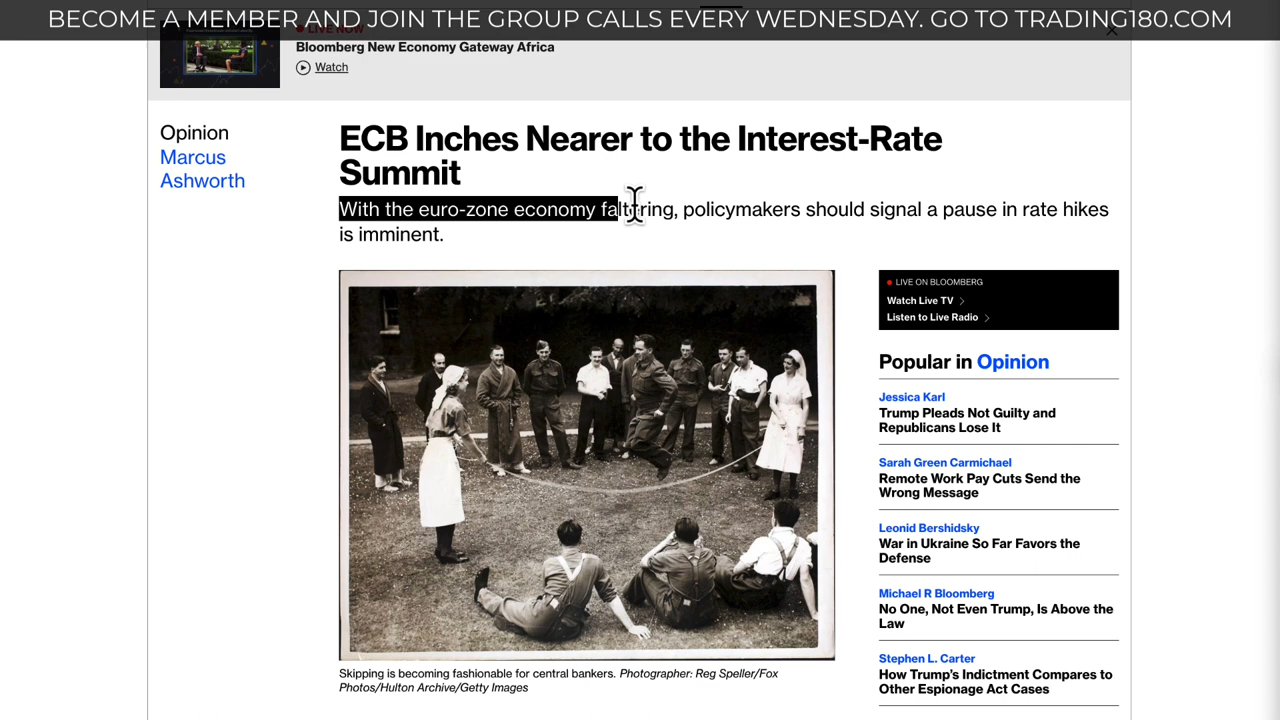 BECOME A MEMBER AND JOIN THE GROUP CALLS EVERY WEDNESDAY. GO TO TRADING180.COM
LIVE NOW
Bloomberg New Economy Gateway Africa
Watch
Opinion
Marcus
Ashworth
ECB Inches Nearer to the Interest-Rate
Summit
With the euro-zone economy faltering, policymakers should signal a pause in rate hikes
is imminent.
Skipping is becoming fashionable for central bankers. Photographer: Reg Speller/Fox
Photos/Hulton Archive/Getty Images
LIVE ON BLOOMBERG
Watch Live TV
Listen to Live Radio
Popular in Opinion
Jessica Karl
Trump Pleads Not Guilty and
Republicans Lose It
Sarah Green Carmichael
Remote Work Pay Cuts Send the
Wrong Message
Leonid Bershidsky
War in Ukraine So Far Favors the
Defense
Michael R Bloomberg
No One, Not Even Trump, Is Above the
Law
Stephen L. Carter
How Trump's Indictment Compares to
Other Espionage Act Cases